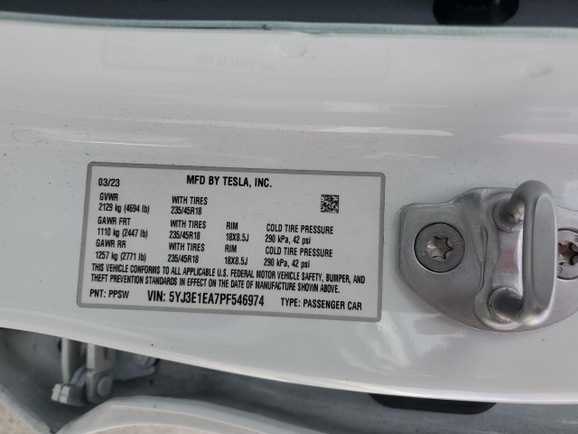 MFD BY TESLA, INC.
03/23
GVWR WITH TIRES
2129 kg (4694 lb) 235/45R18
GAWR FRT WITH TIRES RIM COLD TIRE PRESSURE
1110 kg (2447 lb) 235/45R18 18X8.5J 290 kPa, 42 psi
GAWR RR WITH TIRES RIM COLD TIRE PRESSURE
1257 kg (2771 lb) 235/45R18 18X8.5J 290 kPa, 42 psi
THIS VEHICLE CONFORMS TO ALL APPLICABLE U.S. FEDERAL MOTOR VEHICLE SAFETY, BUMPER, AND
THEFT PREVENTION STANDARDS IN EFFECT ON THE DATE OF MANUFACTURE SHOWN ABOVE.
PNT: PPSW VIN: 5YJ3E1EA7PF546974 TYPE: PASSENGER CAR